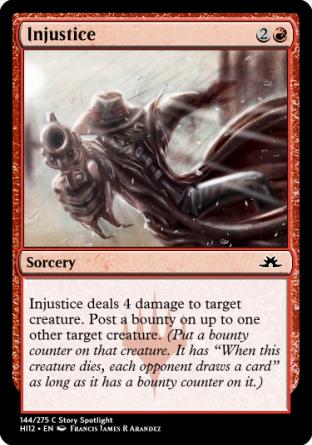 Injustice 2
Sorcery
Injustice deals 4 damage to target
creature. Post a bounty on up to one
other target creature. (Put a bounty
counter on that creature. It has “When this
creature dies, each opponent draws a card”
as long as it has a bounty counter on it.)
144/275 C Story Spotlight
HI12 • EN Francis James R Arandez